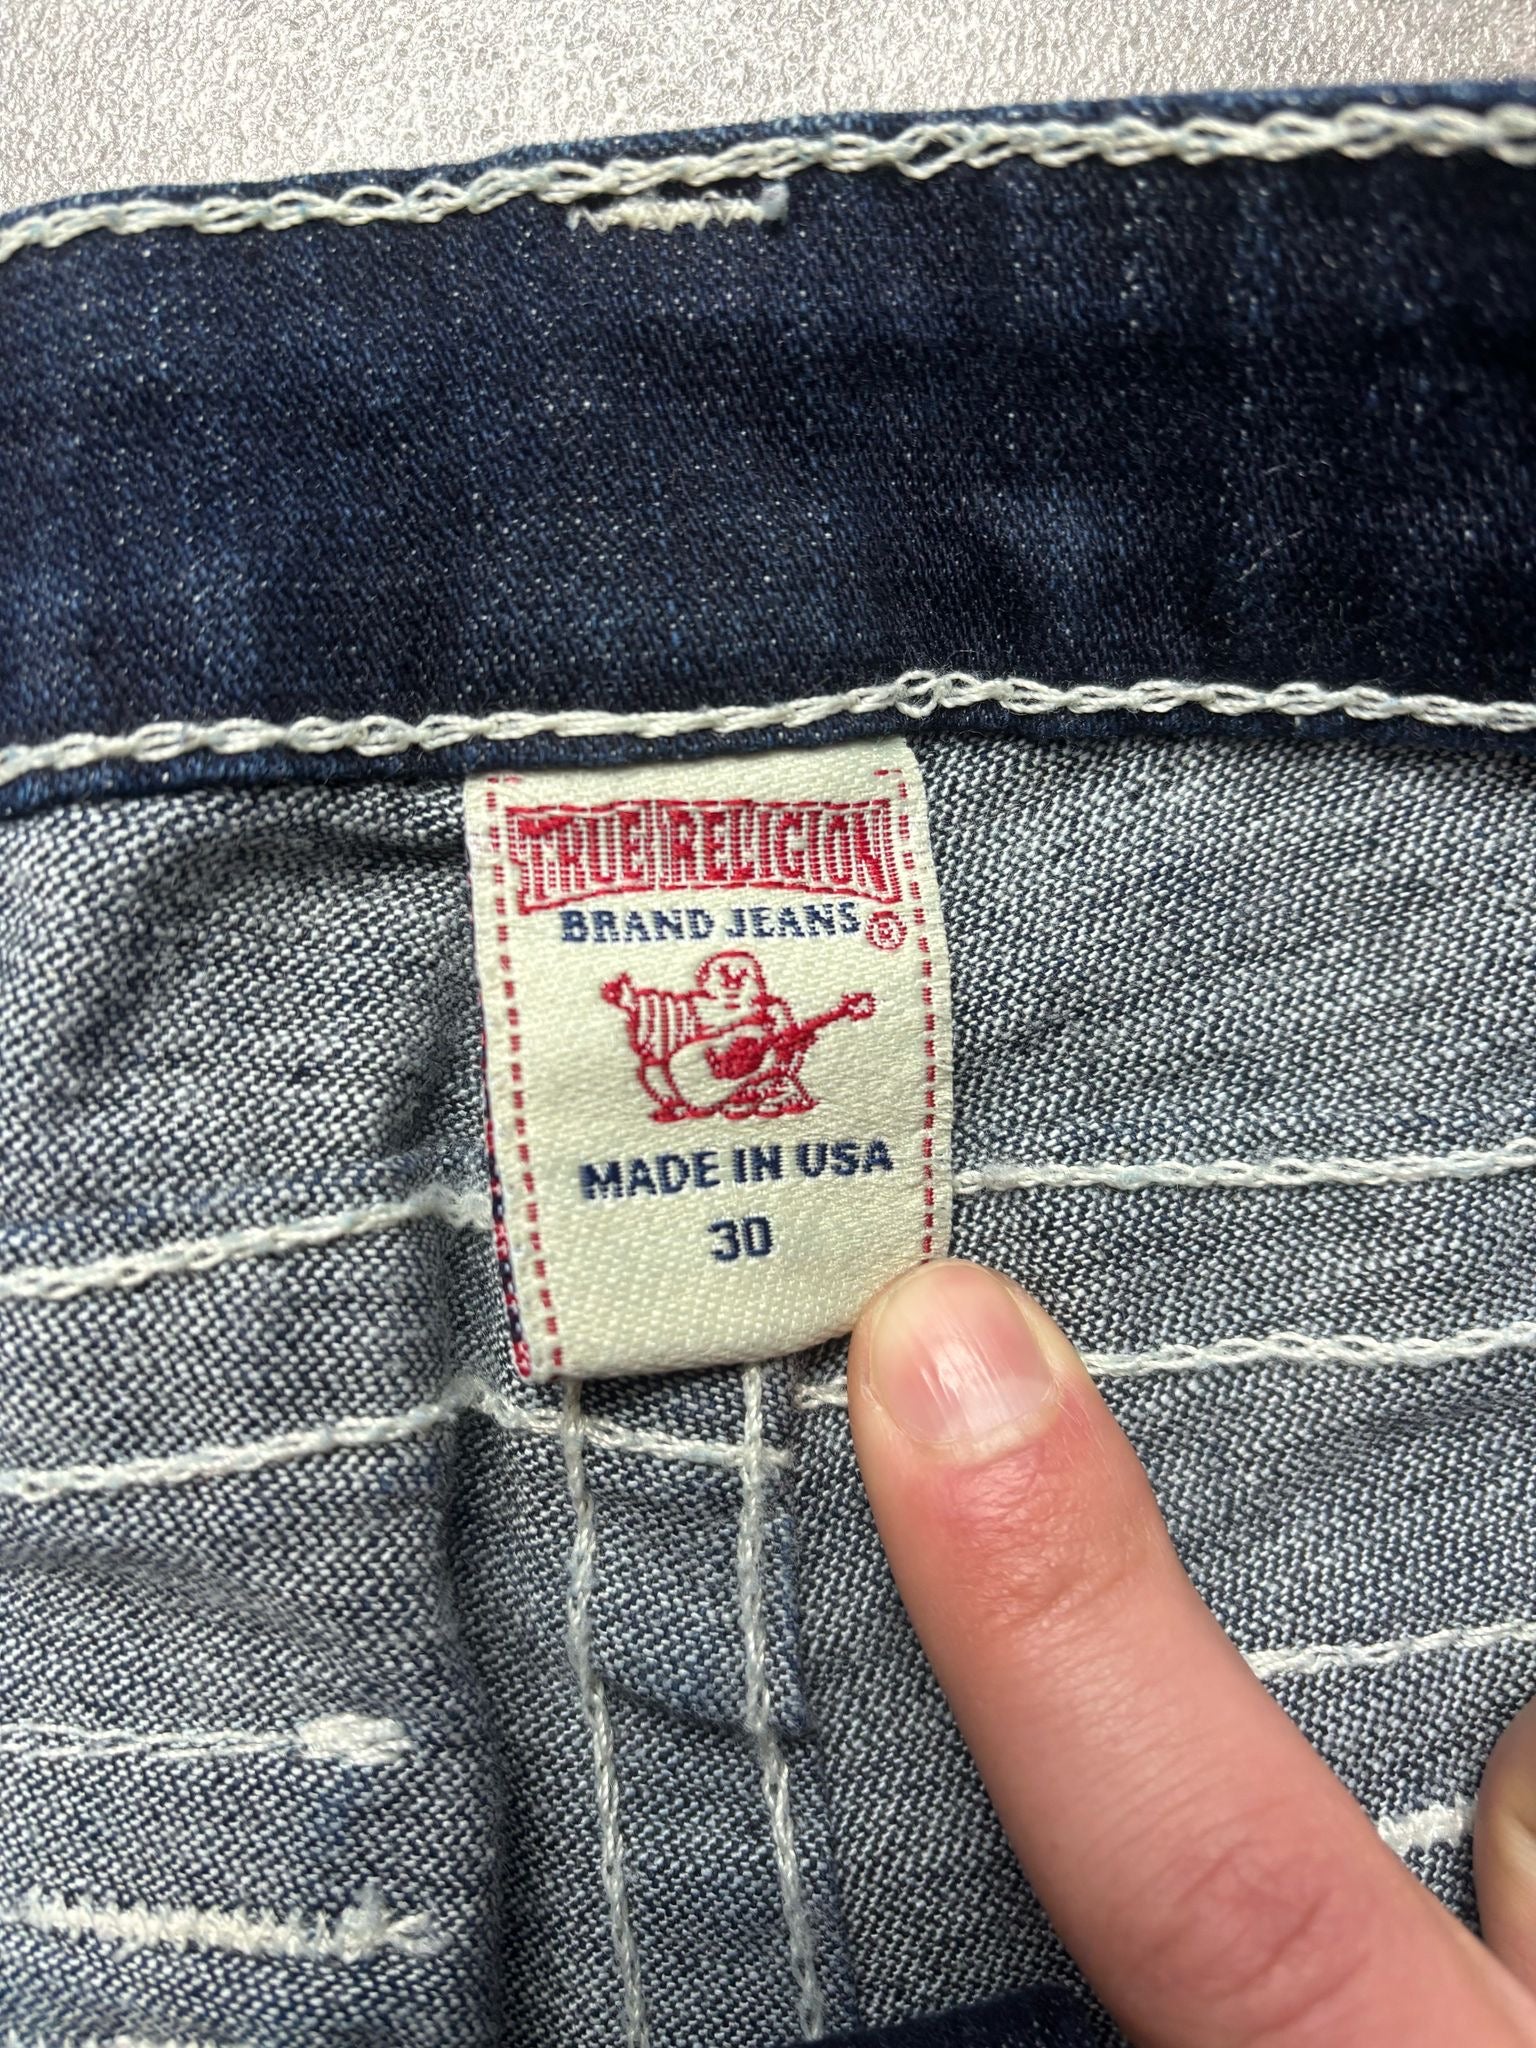 TRUE RELIGION
BRAND JEANS®
MADE IN USA
30